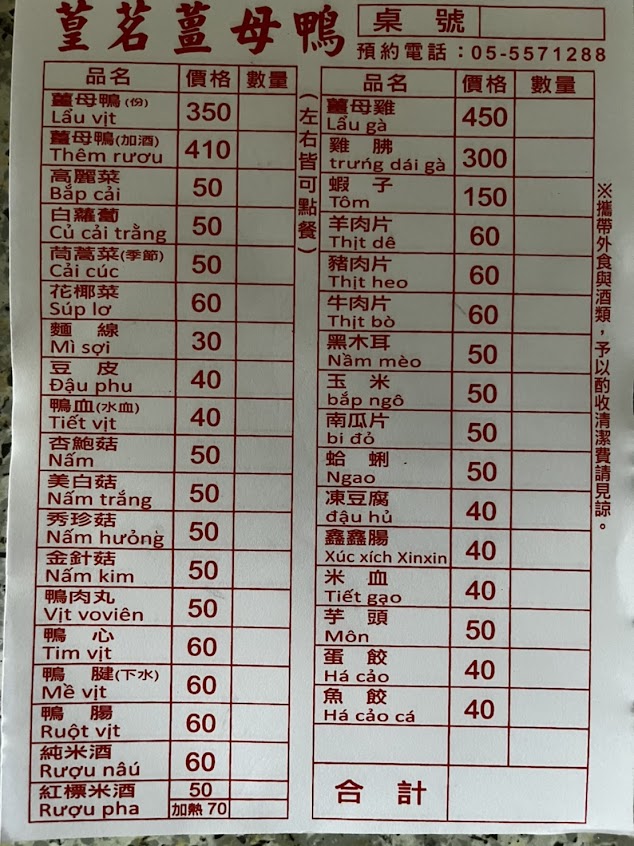 篁茗薑母鴨
桌號
預約電話：05-5571288
品名 價格 數量
薑母鴨(份) 350
Lẩu vịt
薑母鴨(加酒) 410
Thêm rươu
高麗菜 50
Bắp cải
白蘿蔔 50
Củ cải trằng
茼蒿菜(季節) 50
Cải cúc
花椰菜 60
Súp lơ
麵線 30
Mì sợi
豆皮 40
Đậu phu
鴨血(水血) 40
Tiết vịt
杏鮑菇 50
Nấm
美白菇 50
Nấm trắng
秀珍菇 50
Nấm hưởng
金針菇 50
Nấm kim
鴨肉丸 50
Vịt voviên
鴨心 60
Tim vịt
鴨腱(下水) 60
Mề vịt
鴨腸 60
Ruột vịt
純米酒 60
Rượu nâú
紅標米酒 50
Rượu pha 加熱 70
（左右皆可點餐）
品名 價格 數量
薑母雞 450
Lẩu gà
雞胇 300
trưńg dái gà
蝦子 150
Tôm
羊肉片 60
Thịt dê
豬肉片 60
Thịt heo
牛肉片 60
Thịt bò
黑木耳 50
Nầm mèo
玉米 50
bắp ngô
南瓜片 50
bi đỏ
蛤蜊 50
Ngao
凍豆腐 40
đậu hủ
鑫鑫腸 40
Xúc xích Xinxin
米血 40
Tiết gạo
芋頭 50
Môn
蛋餃 40
Há cảo
魚餃 40
Há cảo cá
合計
※攜帶外食與酒類，予以酌收清潔費請見諒。